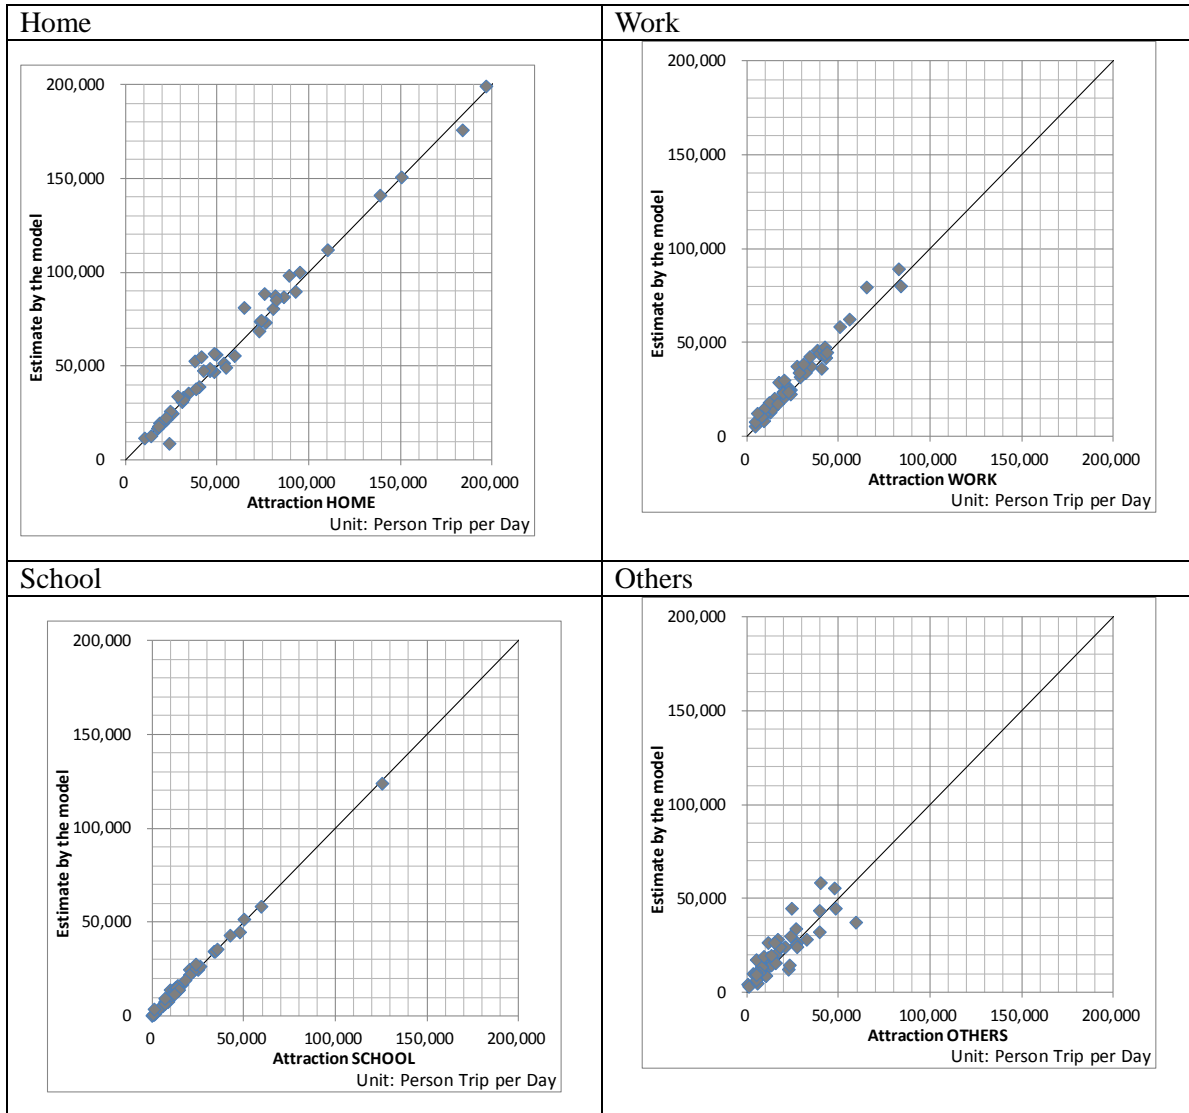 Home
200,000
150,000
100,000
50,000
0
Estimate by the model
0 50,000 100,000 150,000 200,000
Attraction HOME
Unit: Person Trip per Day
Work
200,000
150,000
100,000
50,000
0
Estimate by the model
0 50,000 100,000 150,000 200,000
Attraction WORK
Unit: Person Trip per Day
School
200,000
150,000
100,000
50,000
0
Estimate by the model
0 50,000 100,000 150,000 200,000
Attraction SCHOOL
Unit: Person Trip per Day
Others
200,000
150,000
100,000
50,000
0
Estimate by the model
0 50,000 100,000 150,000 200,000
Attraction OTHERS
Unit: Person Trip per Day